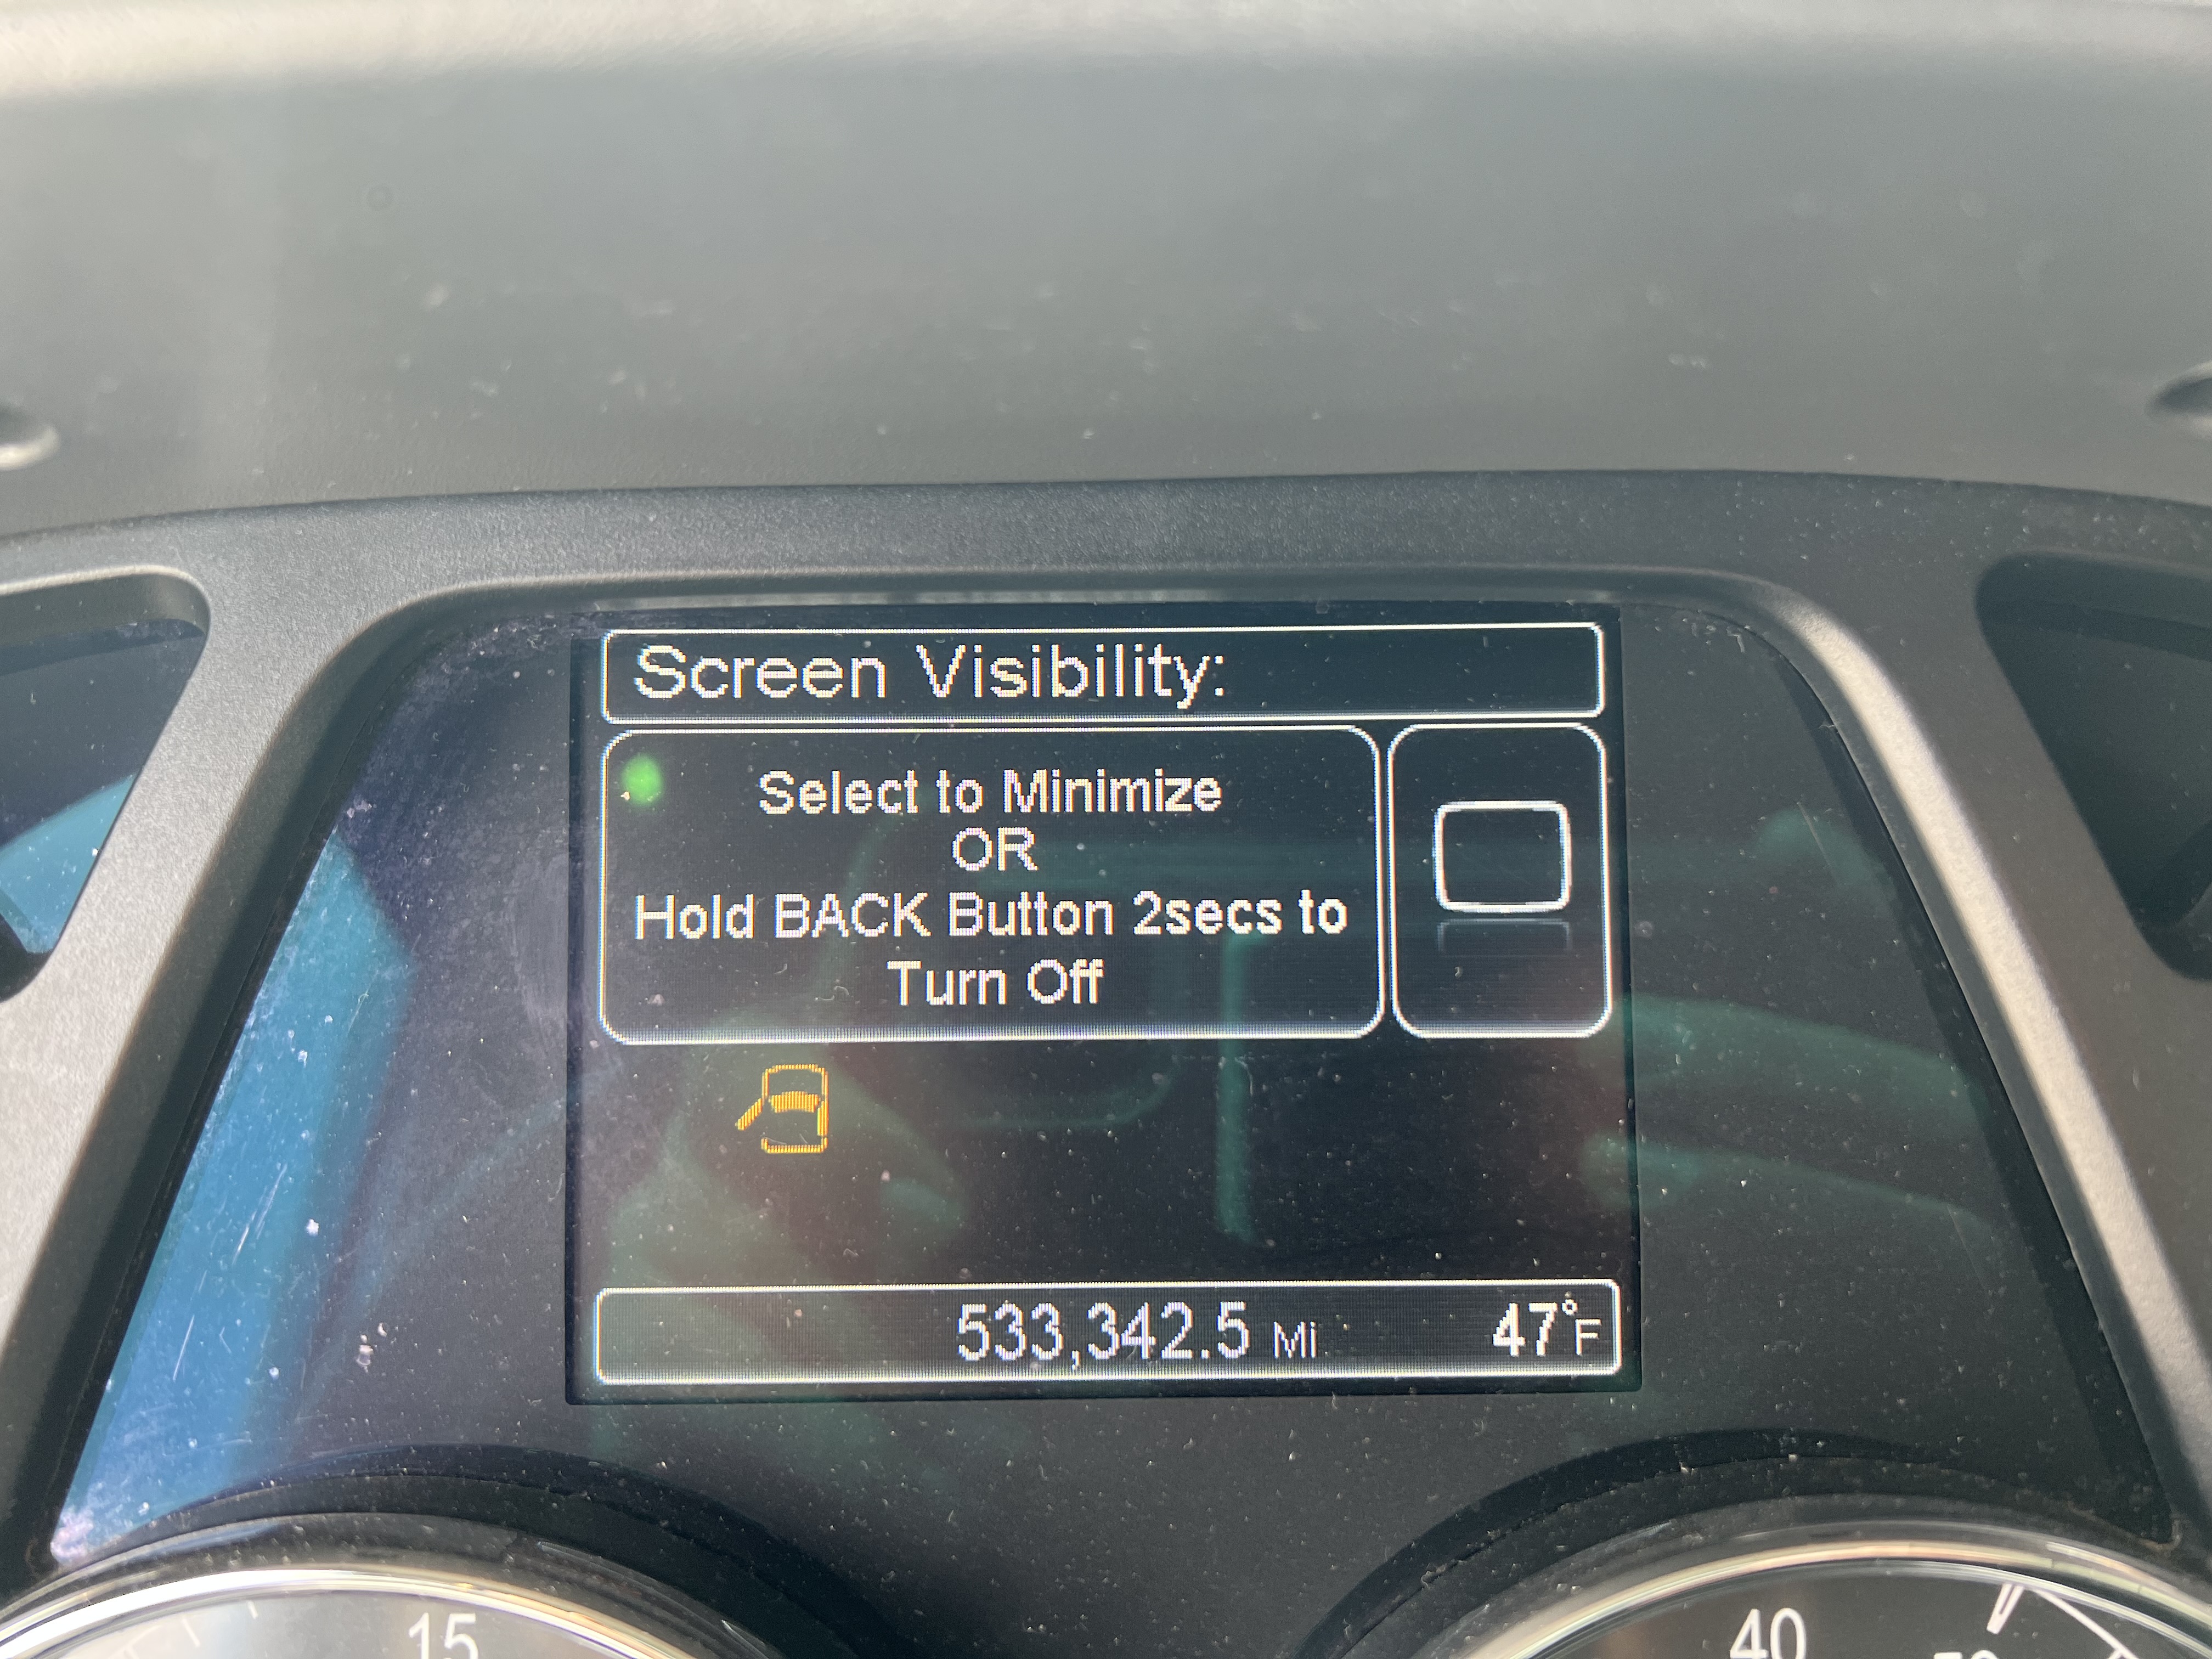 Screen Visibility:
Select to Minimize
OR
Hold BACK Button 2secs to
Turn Off
533,342.5 Mi
47°F
15
40